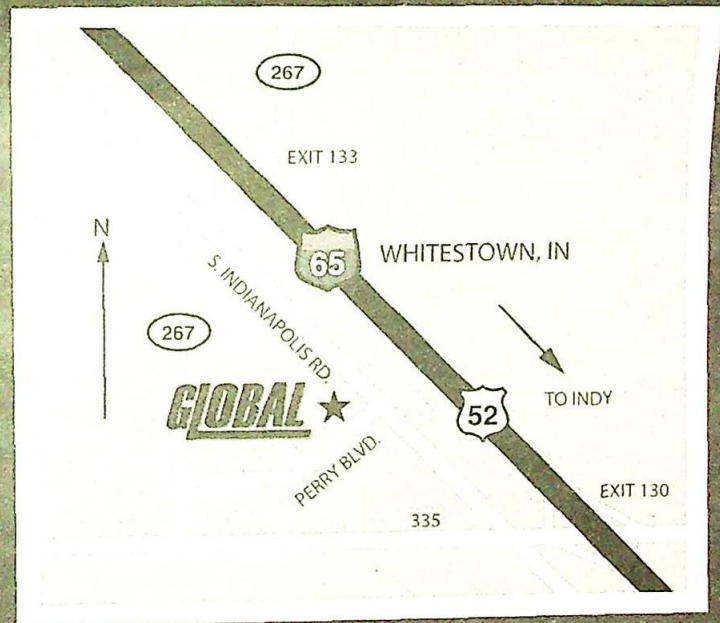 267
EXIT 133
N
65
WHITESTOWN, IN
S. INDIANAPOLIS RD.
267
TO INDY
GLOBAL
52
PERRY BLVD.
EXIT 130
335